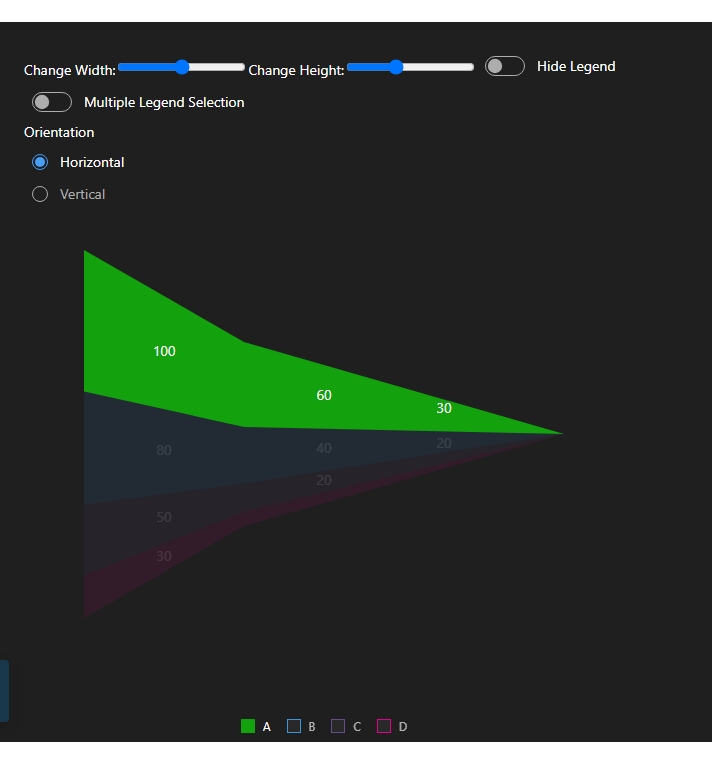 Change Width: Change Height: Hide Legend
Multiple Legend Selection
Orientation
Horizontal
Vertical
100
60
30
80
40
20
20
50
30
A B C D